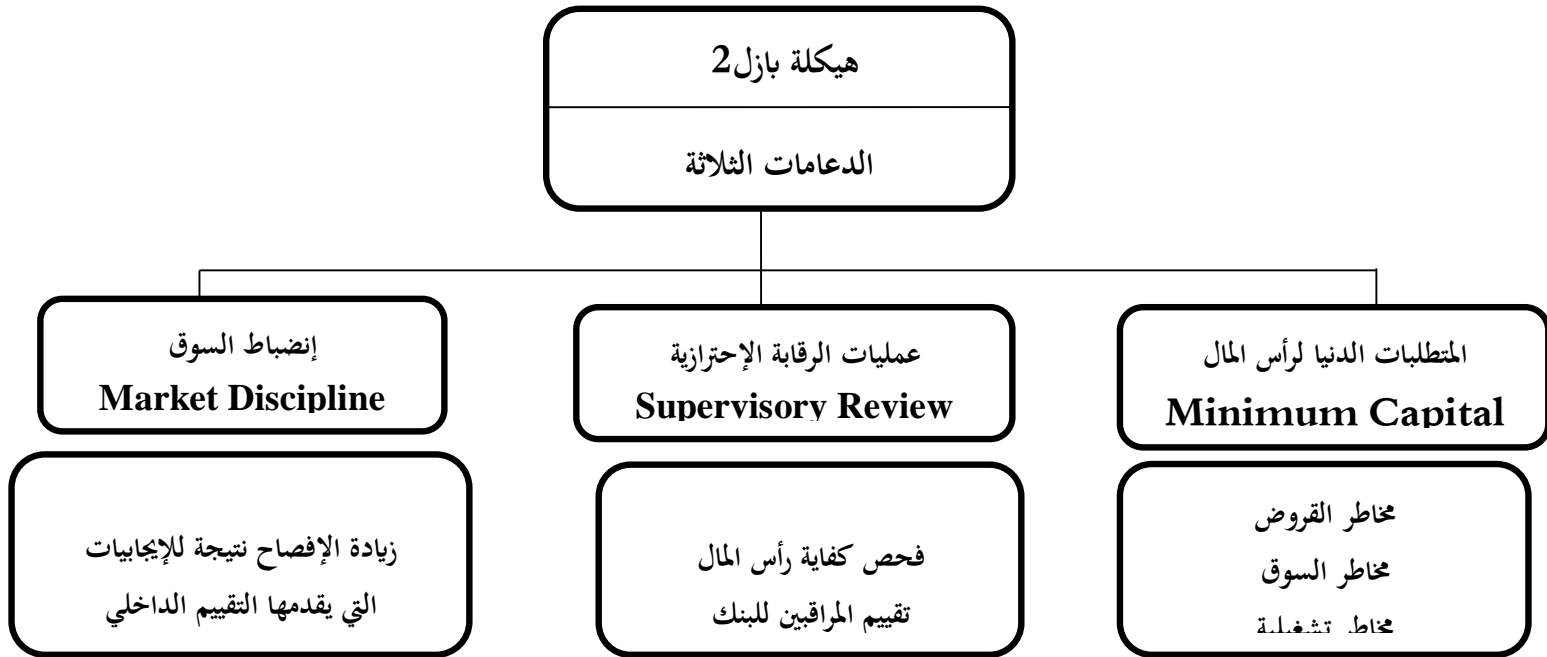 هيكلة بازل2
الدعامات الثلاثة
المتطلبات الدنيا لرأس المال
Minimum Capital
عمليات الرقابة الإحترازية
Supervisory Review
إنضباط السوق
Market Discipline
مخاطر القروض
مخاطر السوق
مخاطر تشغيلية
فحص كفاية رأس المال
تقييم المراقبين للبنك
زيادة الإفصاح نتيجة للإيجابيات
التي يقدمها التقييم الداخلي